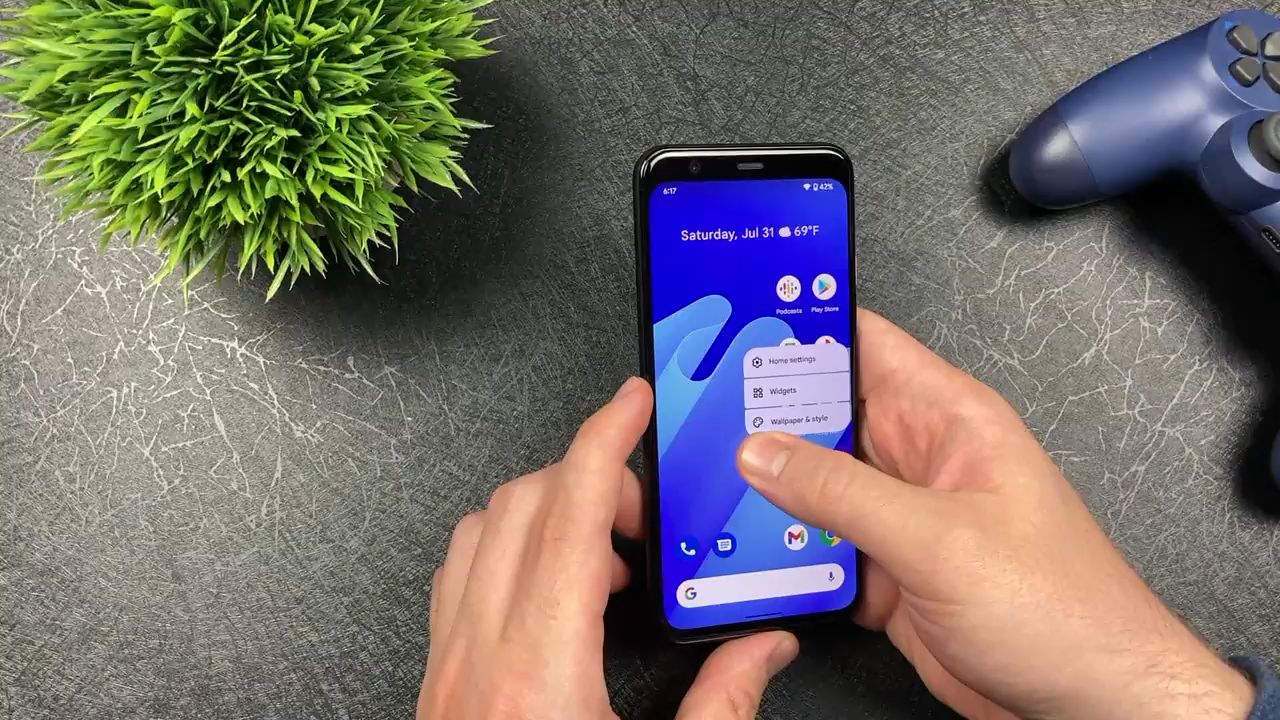 6:17
42%
Saturday, Jul 31 69°F
Podcasts
Play Store
Home settings
Widgets
Wallpaper & style